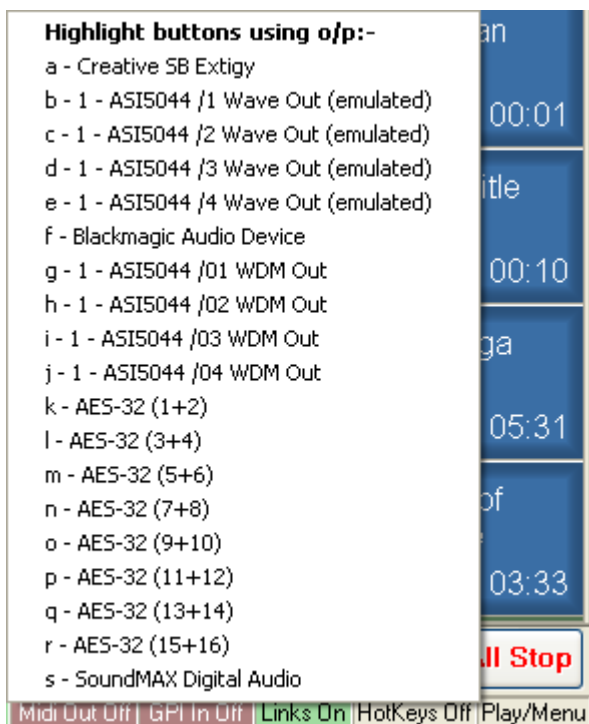 Highlight buttons using o/p:-
a - Creative SB Extigy
b - 1 - ASI5044 /1 Wave Out (emulated)
c - 1 - ASI5044 /2 Wave Out (emulated)
d - 1 - ASI5044 /3 Wave Out (emulated)
e - 1 - ASI5044 /4 Wave Out (emulated)
f - Blackmagic Audio Device
g - 1 - ASI5044 /01 WDM Out
h - 1 - ASI5044 /02 WDM Out
i - 1 - ASI5044 /03 WDM Out
j - 1 - ASI5044 /04 WDM Out
k - AES-32 (1+2)
l - AES-32 (3+4)
m - AES-32 (5+6)
n - AES-32 (7+8)
o - AES-32 (9+10)
p - AES-32 (11+12)
q - AES-32 (13+14)
r - AES-32 (15+16)
s - SoundMAX Digital Audio
an
00:01
itle
00:10
ga
05:31
of
03:33
All Stop
Midi Out Off GPI In Off Links On HotKeys Off Play/Menu